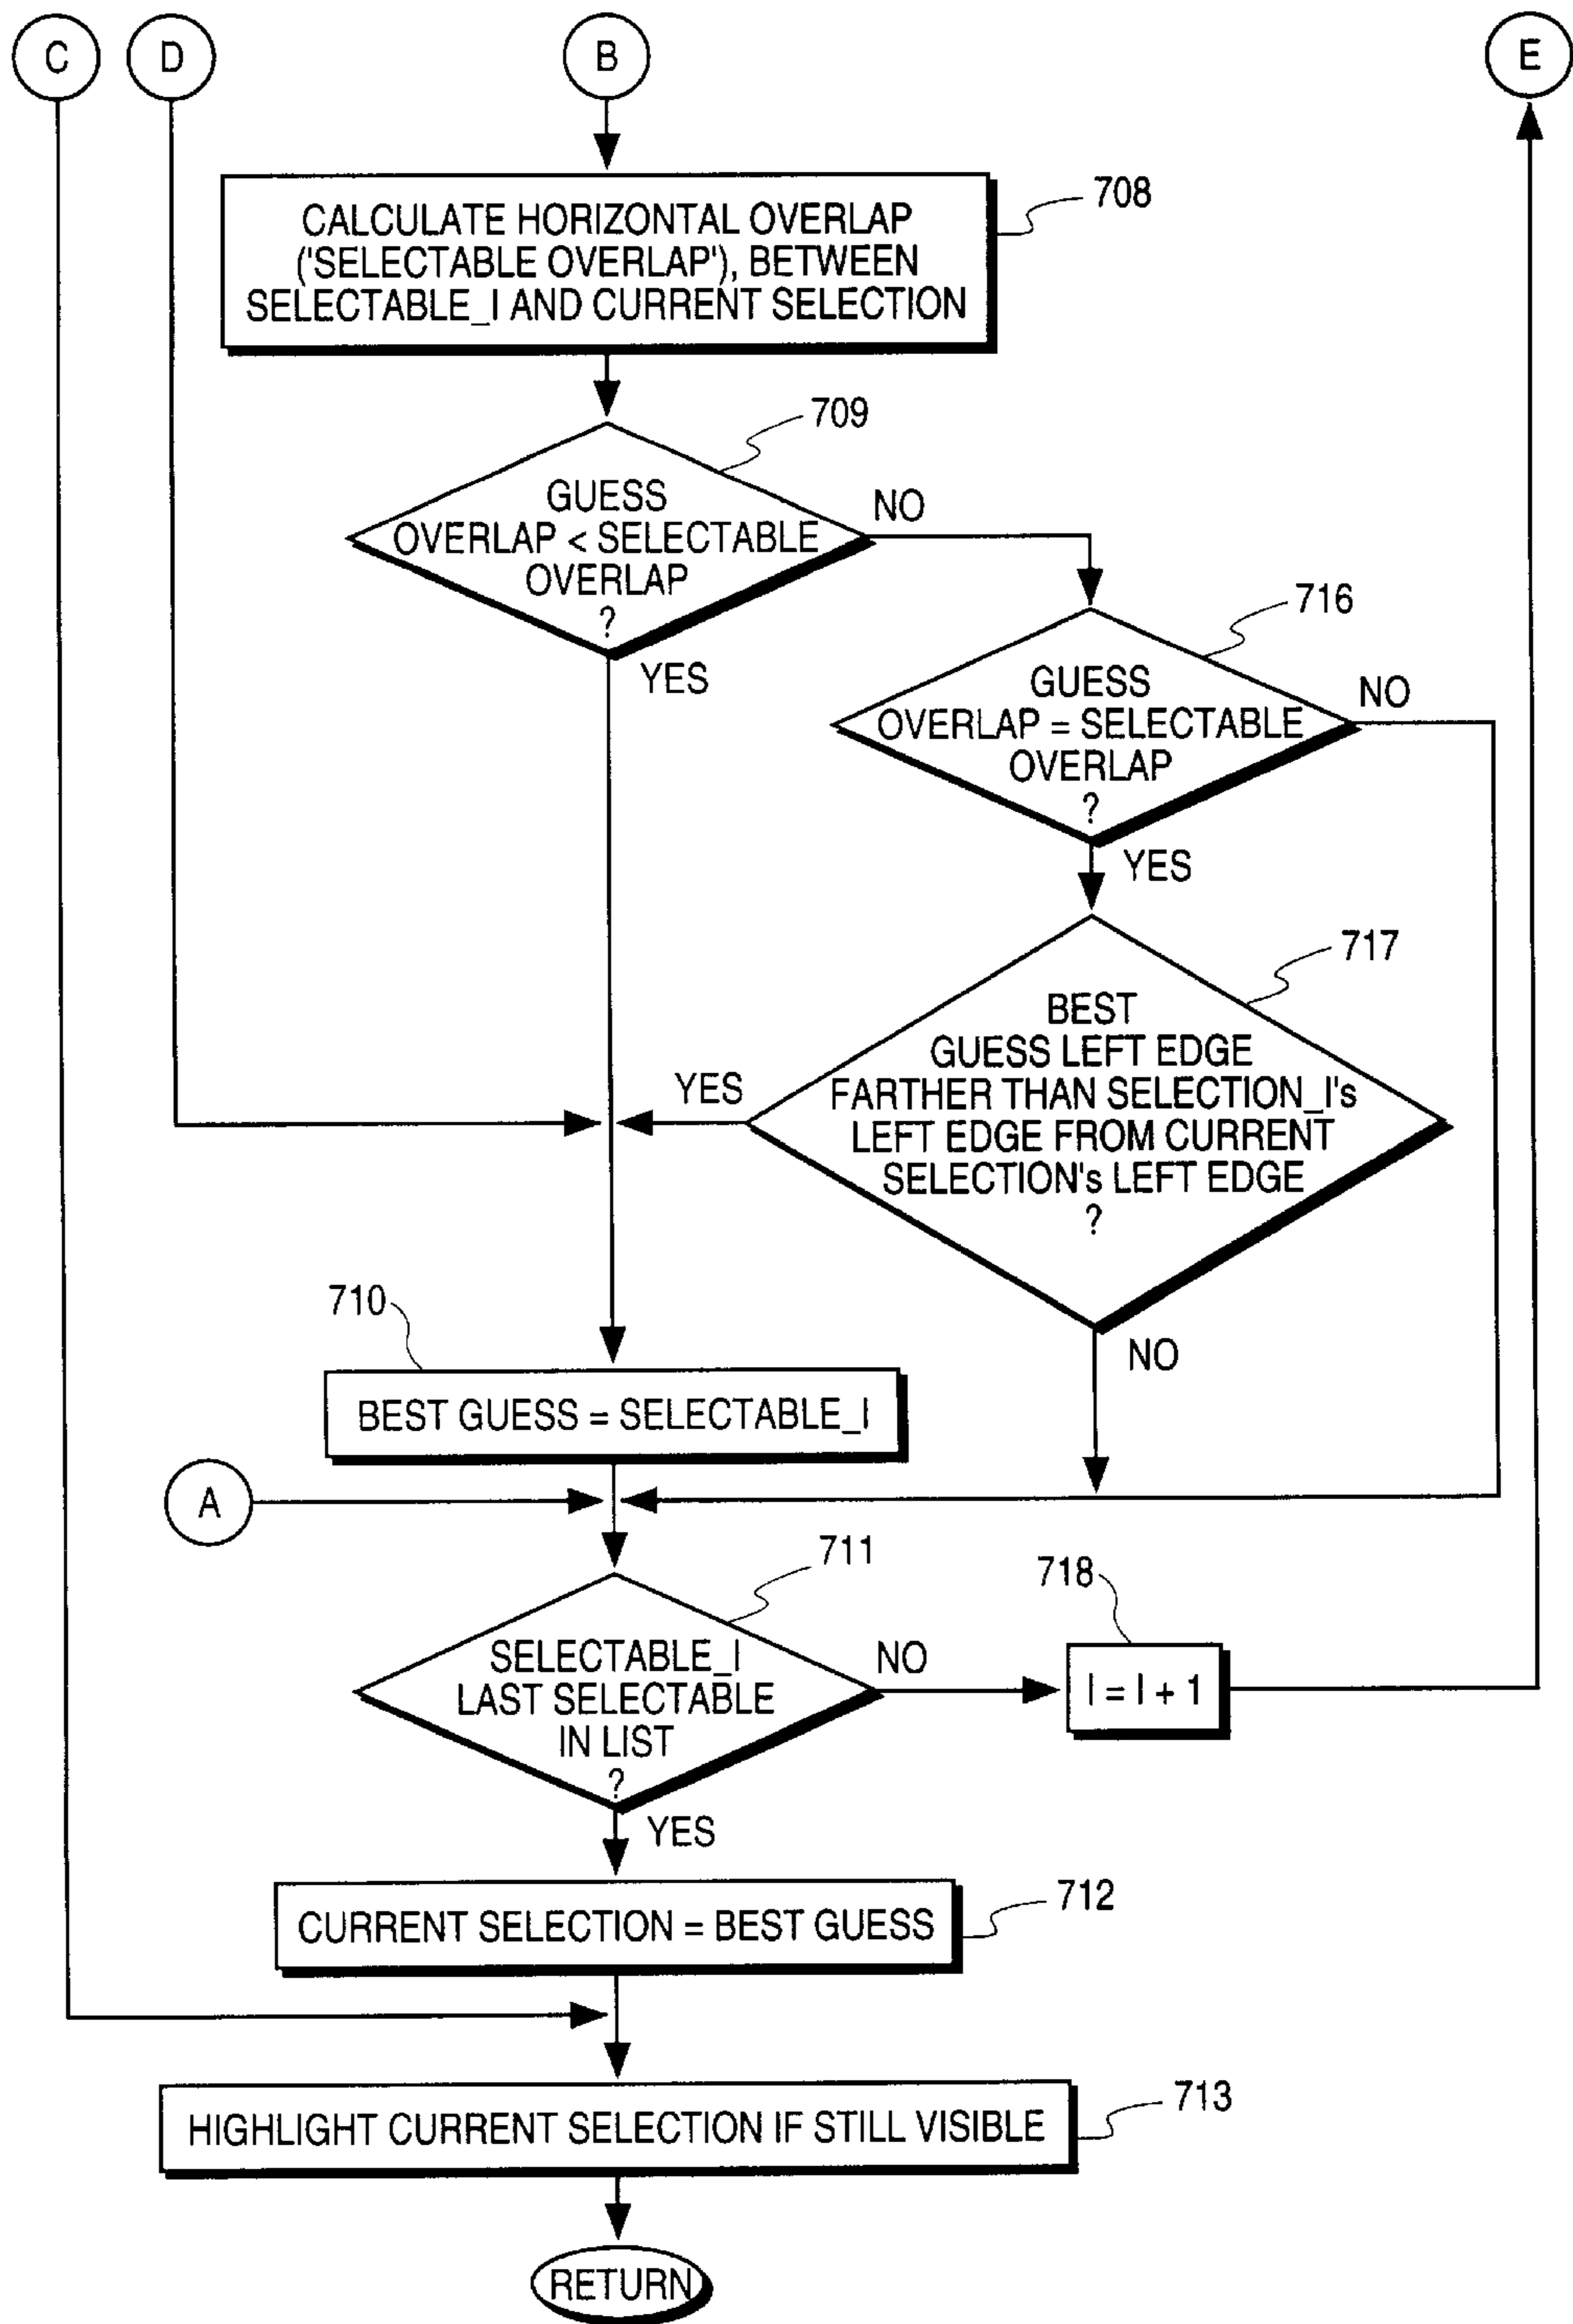 C
D
B
E
CALCULATE HORIZONTAL OVERLAP
('SELECTABLE OVERLAP'), BETWEEN
SELECTABLE_I AND CURRENT SELECTION
708
709
GUESS
OVERLAP < SELECTABLE
OVERLAP
?
NO
YES
716
GUESS
OVERLAP = SELECTABLE
OVERLAP
?
NO
YES
717
BEST
GUESS LEFT EDGE
FARTHER THAN SELECTION_I's
LEFT EDGE FROM CURRENT
SELECTION's LEFT EDGE
?
YES
NO
710
BEST GUESS = SELECTABLE_I
A
711
SELECTABLE_I
LAST SELECTABLE
IN LIST
?
NO
718
I = I + 1
YES
CURRENT SELECTION = BEST GUESS
712
HIGHLIGHT CURRENT SELECTION IF STILL VISIBLE
713
RETURN